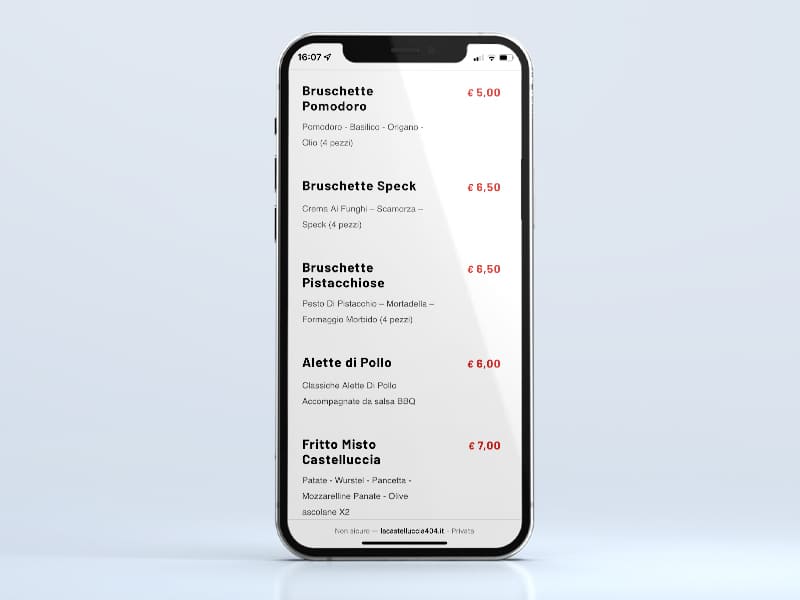 16:07
Bruschette
Pomodoro
€ 5,00
Pomodoro - Basilico - Origano -
Olio (4 pezzi)
Bruschette Speck
€ 6,50
Crema Ai Funghi – Scamorza –
Speck (4 pezzi)
Bruschette
Pistacchiose
€ 6,50
Pesto Di Pistacchio – Mortadella –
Formaggio Morbido (4 pezzi)
Alette di Pollo
€ 6,00
Classiche Alette Di Pollo
Accompagnate da salsa BBQ
Fritto Misto
Castelluccia
€ 7,00
Patate - Wurstel - Pancetta -
Mozzarelline Panate - Olive
ascolane X2
Non sicuro — lacastelluccia404.it - Privata